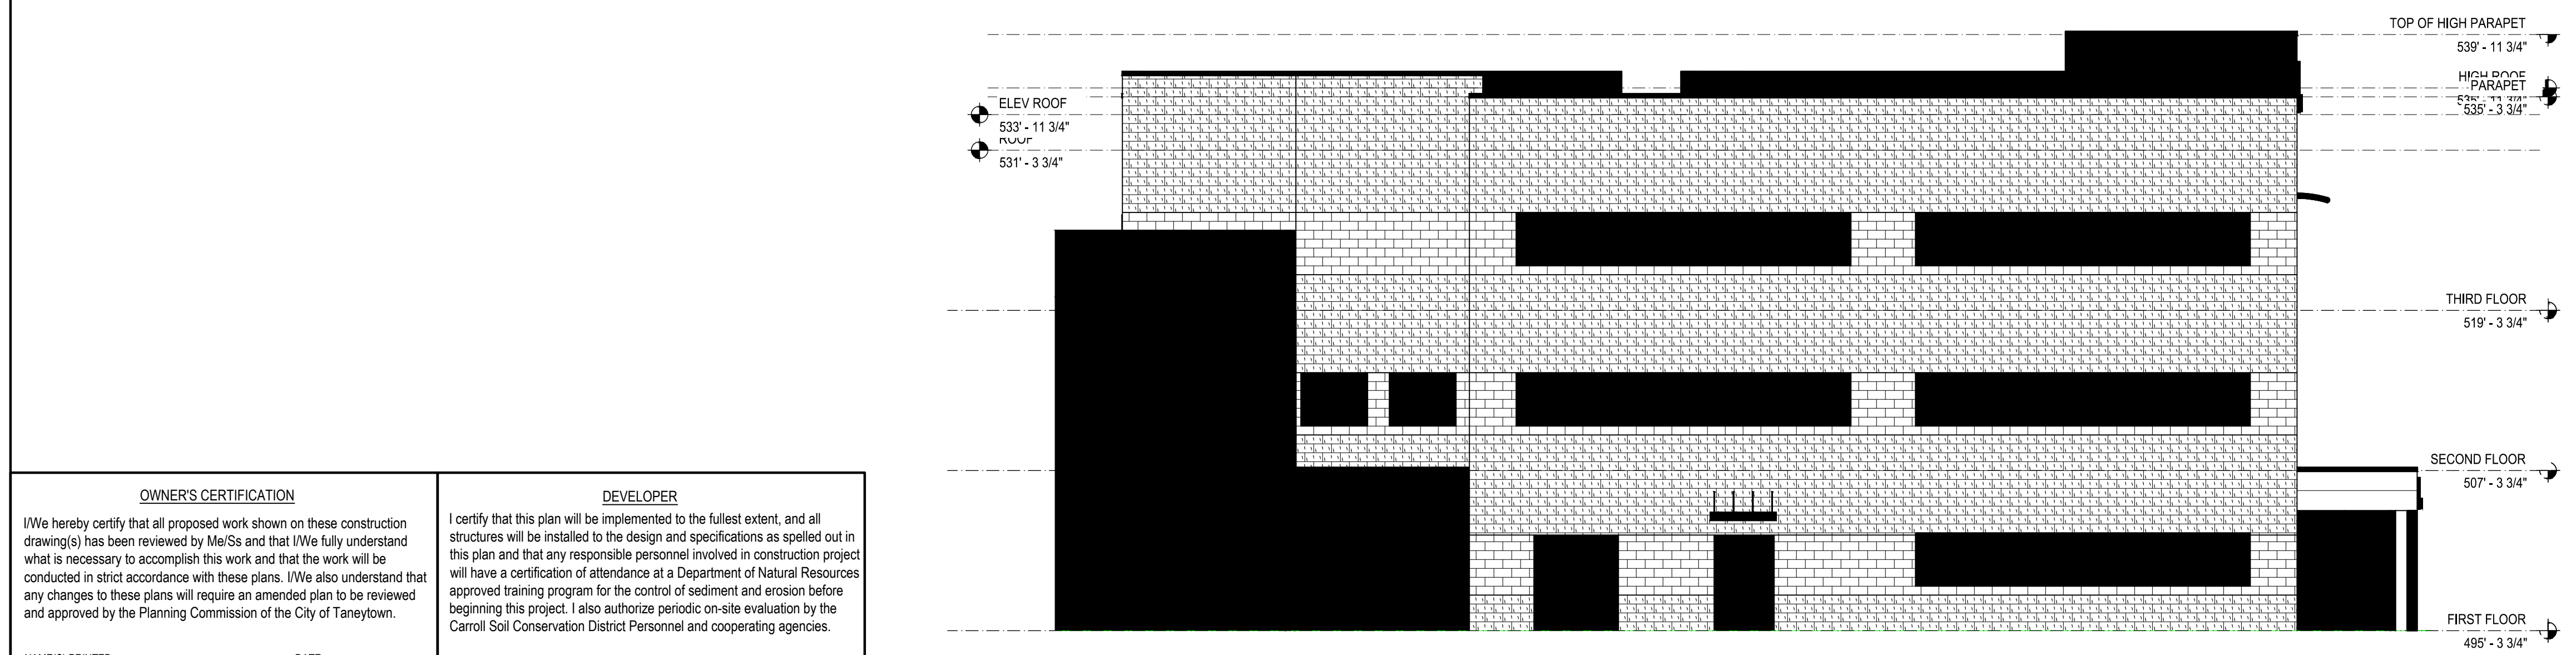 TOP OF HIGH PARAPET
539' - 11 3/4"
HIGH ROOF
PARAPET
535' - 11 3/4"
535' - 3 3/4"
ELEV ROOF
533' - 11 3/4"
ROOF
531' - 3 3/4"
THIRD FLOOR
519' - 3 3/4"
SECOND FLOOR
507' - 3 3/4"
FIRST FLOOR
495' - 3 3/4"
OWNER'S CERTIFICATION
I/We hereby certify that all proposed work shown on these construction
drawing(s) has been reviewed by Me/Ss and that I/We fully understand
what is necessary to accomplish this work and that the work will be
conducted in strict accordance with these plans. I/We also understand that
any changes to these plans will require an amended plan to be reviewed
and approved by the Planning Commission of the City of Taneytown.
DEVELOPER
I certify that this plan will be implemented to the fullest extent, and all
structures will be installed to the design and specifications as spelled out in
this plan and that any responsible personnel involved in construction project
will have a certification of attendance at a Department of Natural Resources
approved training program for the control of sediment and erosion before
beginning this project. I also authorize periodic on-site evaluation by the
Carroll Soil Conservation District Personnel and cooperating agencies.